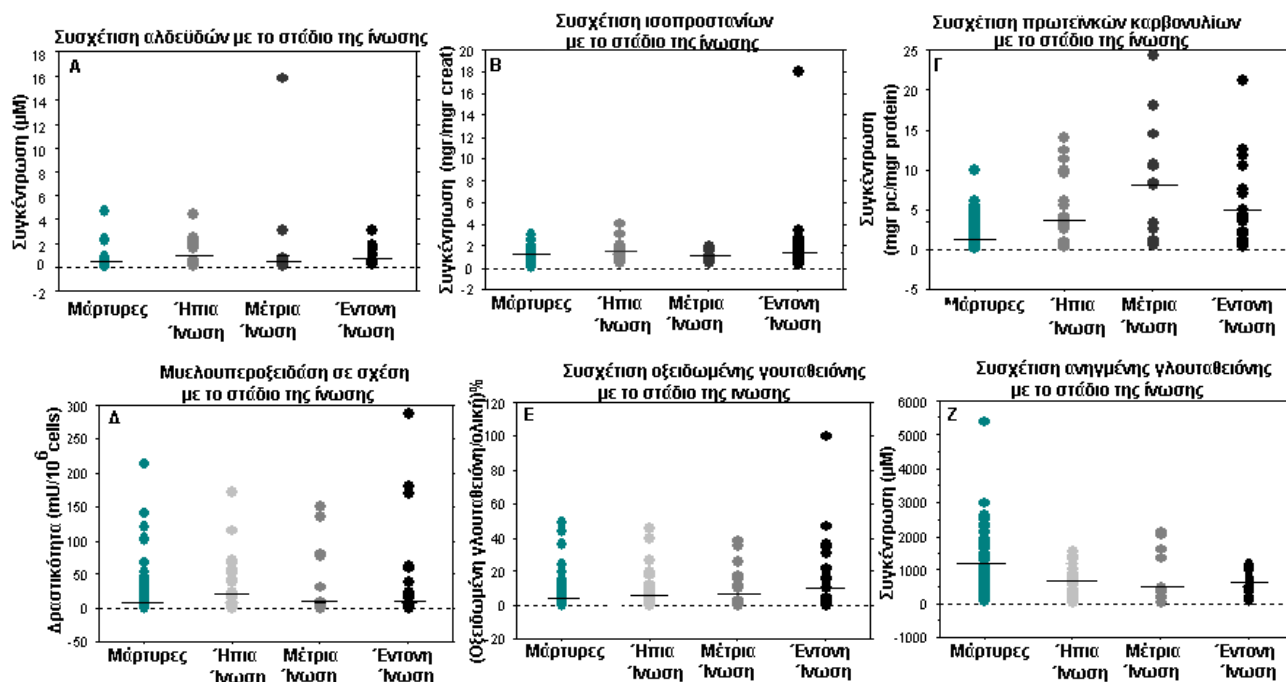 Συσχέτιση αλδεϋδών με το στάδιο της ίνωσης
Α
Συγκέντρωση (μΜ)
18
16
14
12
10
8
6
4
2
0
-2
Μάρτυρες
Ήπια
Ίνωση
Μέτρια
Ίνωση
Έντονη
Ίνωση
Συσχέτιση ισοπροστανίων
με το στάδιο της ίνωσης
Β
Συγκέντρωση (ngr/mgr creat)
20
18
16
14
12
10
8
6
4
2
0
-2
Μάρτυρες
Ήπια
Ίνωση
Μέτρια
Ίνωση
Έντονη
Ίνωση
Συσχέτιση πρωτεϊνκών καρβονυλίων
με το στάδιο της ίνωσης
Γ
Συγκέντρωση
(mgr pc/mgr protein)
25
20
15
10
5
0
-5
Μάρτυρες
Ήπια
Ίνωση
Μέτρια
Ίνωση
Έντονη
Ίνωση
Μυελουπεροξειδάση σε σχέση
με το στάδιο της ίνωσης
Δ
Δραστικότητα (mU/10⁶cells)
300
250
200
150
100
50
0
-50
Μάρτυρες
Ήπια
Ίνωση
Μέτρια
Ίνωση
Έντονη
Ίνωση
Συσχέτιση οξειδωμένης γουταθειόνης
με το στάδιο της ίνωσης
Ε
(Οξειδωμένη γλουταθειόνη/ολική)%
120
100
80
60
40
20
0
20
Μάρτυρες
Ήπια
Ίνωση
Μέτρια
Ίνωση
Έντονη
Ίνωση
Συσχέτιση ανηγμένης γλουταθειόνης
με το στάδιο της ίνωσης
Ζ
Συγκέντρωση (μΜ)
6000
5000
4000
3000
2000
1000
0
-1000
Μάρτυρες
Ήπια
Ίνωση
Μέτρια
Ίνωση
Έντονη
Ίνωση